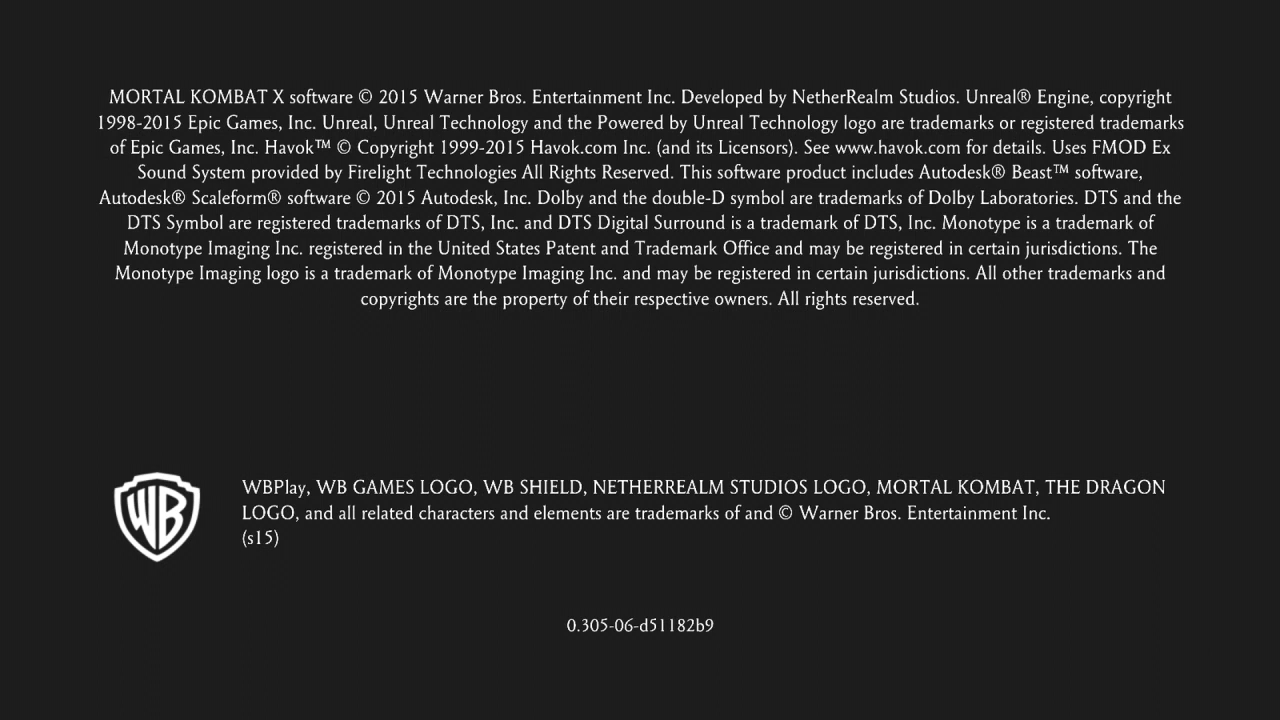 MORTAL KOMBAT X software © 2015 Warner Bros. Entertainment Inc. Developed by NetherRealm Studios. Unreal® Engine, copyright
1998-2015 Epic Games, Inc. Unreal, Unreal Technology and the Powered by Unreal Technology logo are trademarks or registered trademarks
of Epic Games, Inc. Havok™ © Copyright 1999-2015 Havok.com Inc. (and its Licensors). See www.havok.com for details. Uses FMOD Ex
Sound System provided by Firelight Technologies All Rights Reserved. This software product includes Autodesk® Beast™ software,
Autodesk® Scaleform® software © 2015 Autodesk, Inc. Dolby and the double-D symbol are trademarks of Dolby Laboratories. DTS and the
DTS Symbol are registered trademarks of DTS, Inc. and DTS Digital Surround is a trademark of DTS, Inc. Monotype is a trademark of
Monotype Imaging Inc. registered in the United States Patent and Trademark Office and may be registered in certain jurisdictions. The
Monotype Imaging logo is a trademark of Monotype Imaging Inc. and may be registered in certain jurisdictions. All other trademarks and
copyrights are the property of their respective owners. All rights reserved.
WB
WBPlay, WB GAMES LOGO, WB SHIELD, NETHERREALM STUDIOS LOGO, MORTAL KOMBAT, THE DRAGON
LOGO, and all related characters and elements are trademarks of and © Warner Bros. Entertainment Inc.
(s15)
0.305-06-d51182b9